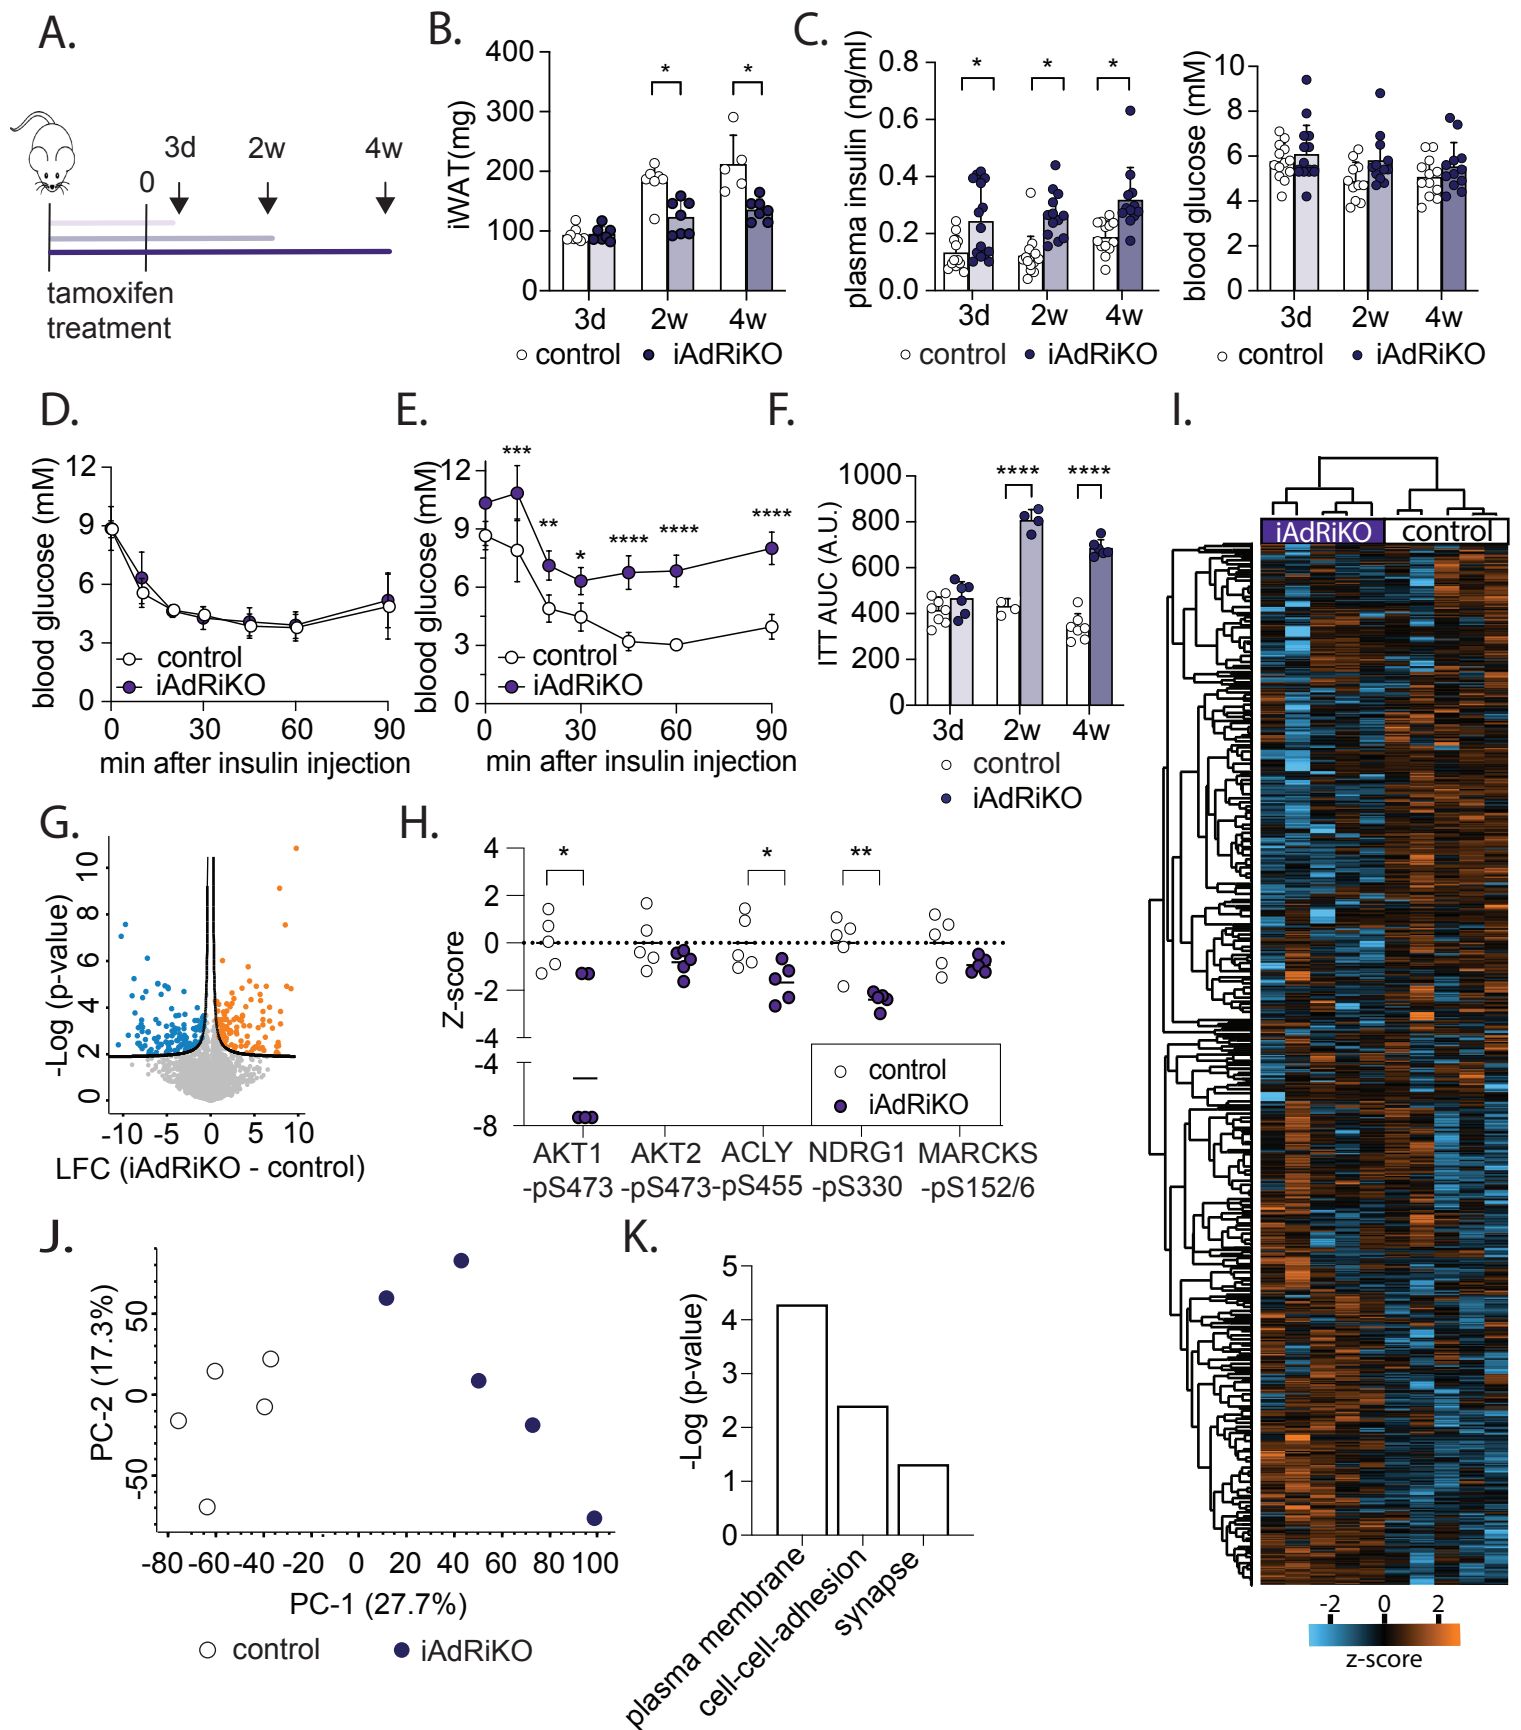 A.
3d 2w 4w
0
tamoxifen
treatment
B.
iWAT(mg)
400
300
200
100
0
* *
3d 2w 4w
control iAdRiKO
C.
plasma insulin (ng/ml)
0.8
0.6
0.4
0.2
0.0
* * *
3d 2w 4w
control iAdRiKO
blood glucose (mM)
10
8
6
4
2
0
3d 2w 4w
control iAdRiKO
D.
blood glucose (mM)
12
9
6
3
0
control
iAdRiKO
0 30 60 90
min after insulin injection
E.
blood glucose (mM)
12
9
6
3
0
*** ** * **** **** ****
control
iAdRiKO
0 30 60 90
min after insulin injection
F.
ITT AUC (A.U.)
1000
800
600
400
200
0
**** ****
3d 2w 4w
control
iAdRiKO
G.
-Log (p-value)
10
8
6
4
2
0
-10 -5 0 5 10
LFC (iAdRiKO - control)
H.
Z-score
4
2
0
-2
-4
-4
-8
* * **
control
iAdRiKO
AKT1 AKT2 ACLY NDRG1 MARCKS
-pS473 -pS473 -pS455 -pS330 -pS152/6
I.
iAdRiKO control
-2 0 2
z-score
J.
PC-2 (17.3%)
50
0
-50
-80 -60 -40 -20 0 20 40 60 80 100
PC-1 (27.7%)
control iAdRiKO
K.
-Log (p-value)
5
4
3
2
1
0
plasma membrane
cell-cell-adhesion
synapse